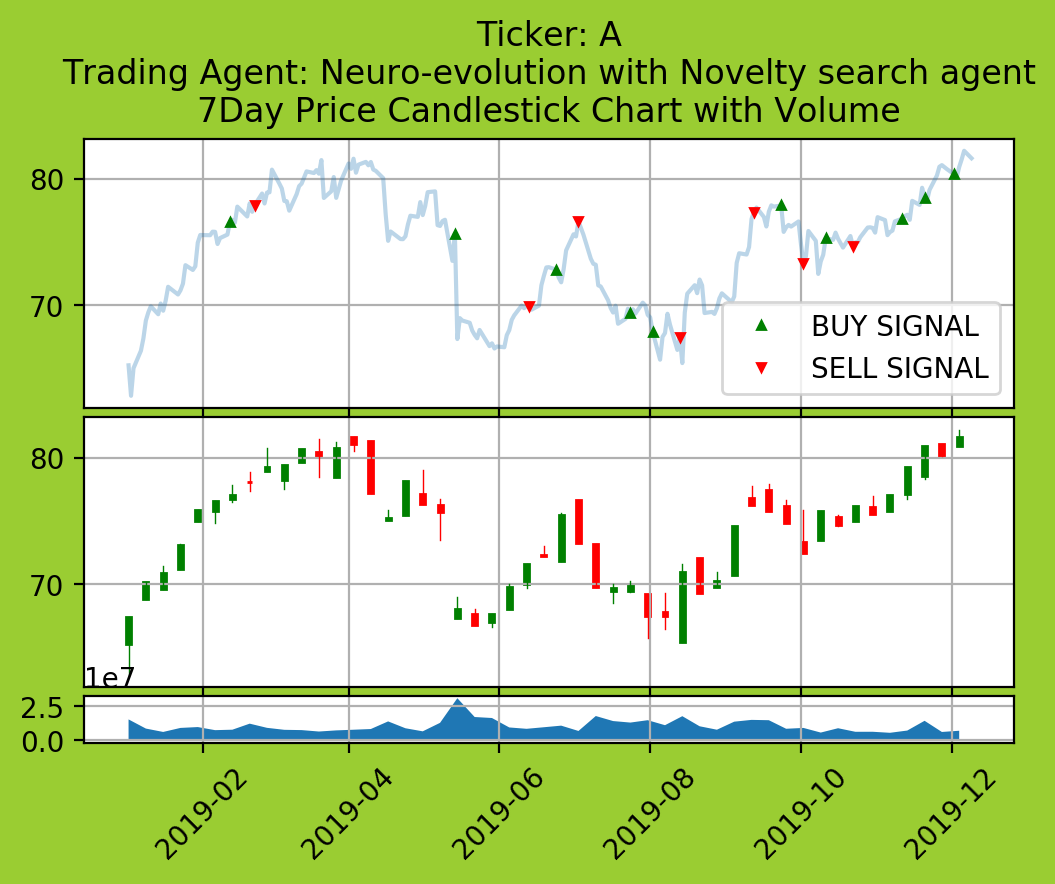 Ticker: A
Trading Agent: Neuro-evolution with Novelty search agent
7Day Price Candlestick Chart with Volume
80
70
BUY SIGNAL
SELL SIGNAL
80
70
1e7
2.5
0.0
2019-02 2019-04 2019-06 2019-08 2019-10 2019-12